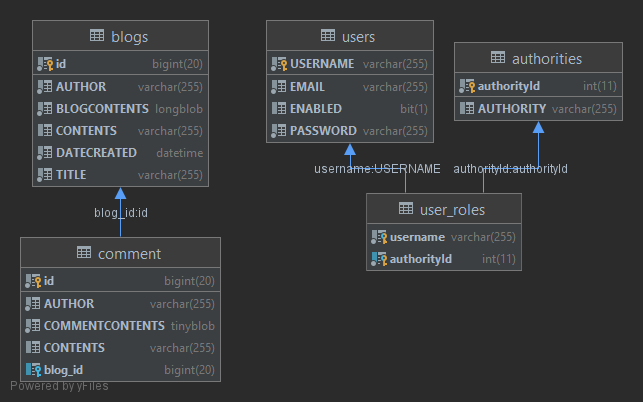 blogs
id bigint(20)
AUTHOR varchar(255)
BLOGCONTENTS longblob
CONTENTS varchar(255)
DATECREATED datetime
TITLE varchar(255)
users
USERNAME varchar(255)
EMAIL varchar(255)
ENABLED bit(1)
PASSWORD varchar(255)
authorities
authorityId int(11)
AUTHORITY varchar(255)
username:USERNAME
authorityId:authorityId
blog_id:id
user_roles
username varchar(255)
authorityId int(11)
comment
id bigint(20)
AUTHOR varchar(255)
COMMENTCONTENTS tinyblob
CONTENTS varchar(255)
blog_id bigint(20)
Powered by yFiles